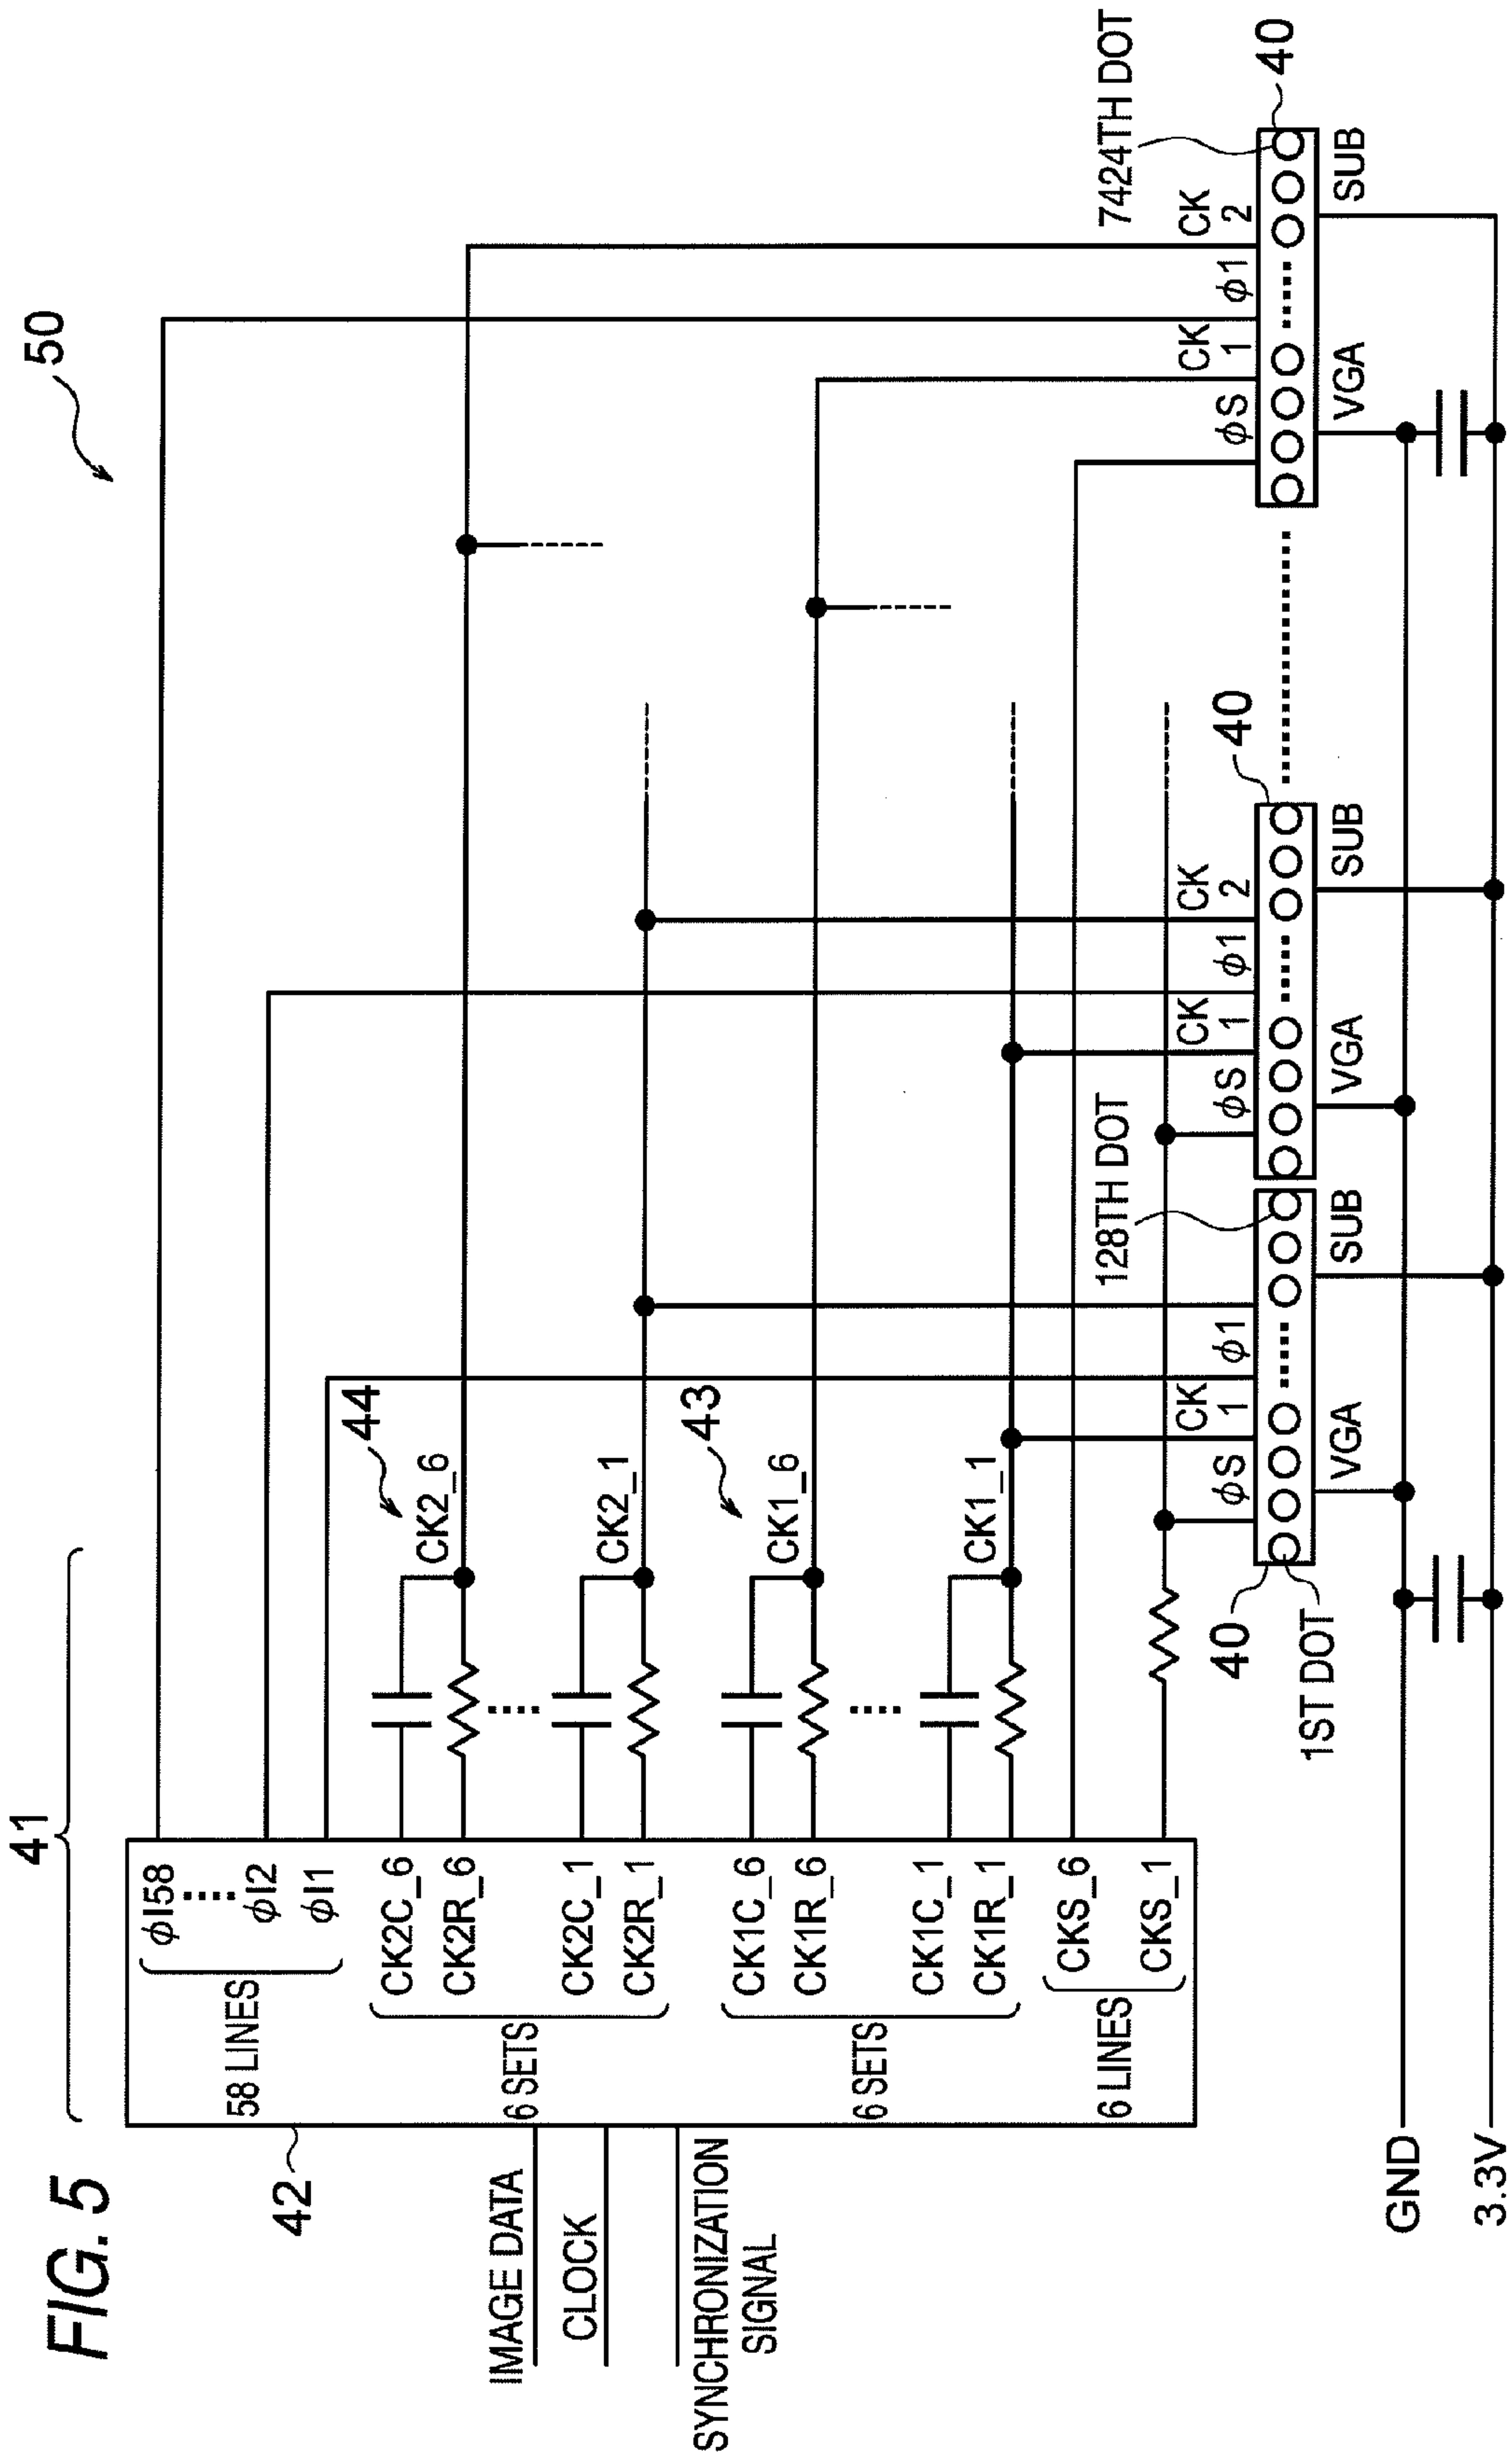 FIG. 5
50
41
42
IMAGE DATA
CLOCK
SYNCHRONIZATION
SIGNAL
58 LINES
6 SETS
6 SETS
6 LINES
ϕI58
ϕI2
ϕI1
CK2C_6
CK2R_6
CK2C_1
CK2R_1
CK1C_6
CK1R_6
CK1C_1
CK1R_1
CKS_6
CKS_1
44
CK2_6
CK2_1
43
CK1_6
CK1_1
40
1ST DOT
ϕS
CK
1
ϕ1
128TH DOT
VGA
SUB
ϕS
CK
1
ϕ1
CK
2
40
VGA
SUB
ϕS
CK
1
ϕ1
CK
2
7424TH DOT
40
VGA
SUB
GND
3.3V